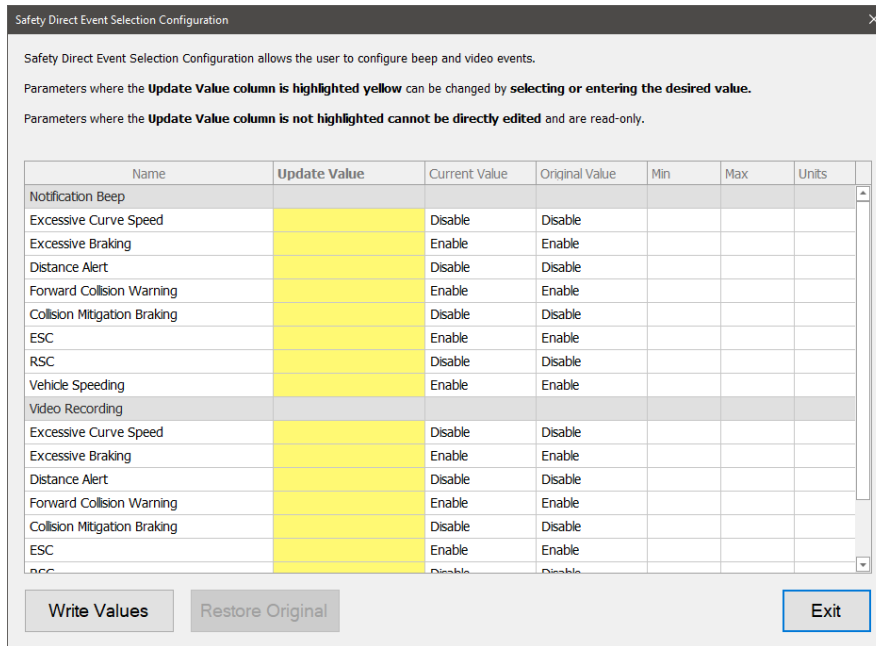 Safety Direct Event Selection Configuration
Safety Direct Event Selection Configuration allows the user to configure beep and video events.
Parameters where the Update Value column is highlighted yellow can be changed by selecting or entering the desired value.
Parameters where the Update Value column is not highlighted cannot be directly edited and are read-only.
Name Update Value Current Value Original Value Min Max Units
Notification Beep
Excessive Curve Speed Disable Disable
Excessive Braking Enable Enable
Distance Alert Disable Disable
Forward Collision Warning Enable Enable
Collision Mitigation Braking Disable Disable
ESC Enable Enable
RSC Disable Disable
Vehicle Speeding Enable Enable
Video Recording
Excessive Curve Speed Disable Disable
Excessive Braking Enable Enable
Distance Alert Disable Disable
Forward Collision Warning Enable Enable
Collision Mitigation Braking Disable Disable
ESC Enable Enable
RSC Disable Disable
Write Values Restore Original Exit